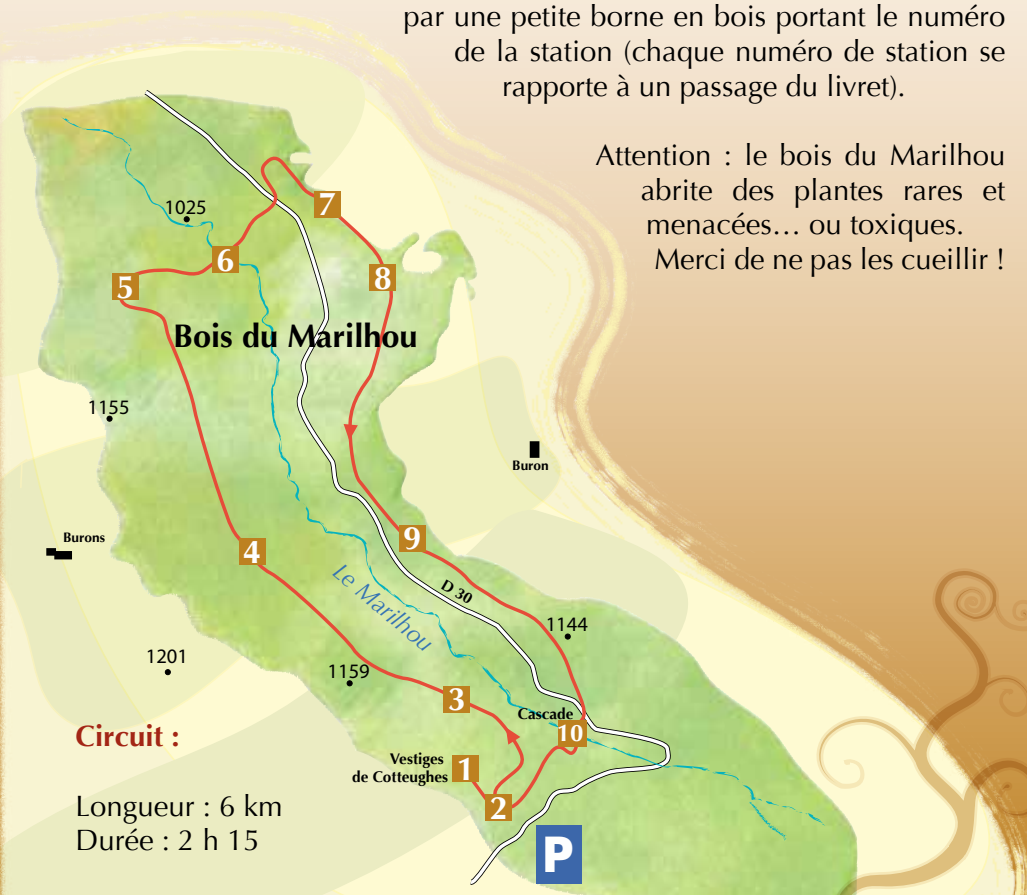 par une petite borne en bois portant le numéro
de la station (chaque numéro de station se
rapporte à un passage du livret).
Attention : le bois du Marilhou
abrite des plantes rares et
menacées… ou toxiques.
Merci de ne pas les cueillir !
7
1025
6
8
5
Bois du Marilhou
1155
Buron
9
Burons
4
Le Marilhou
D 30
1144
1201
1159
3
Cascade
10
Circuit :
Vestiges
de Cotteughes
1
2
Longueur : 6 km
Durée : 2 h 15
P